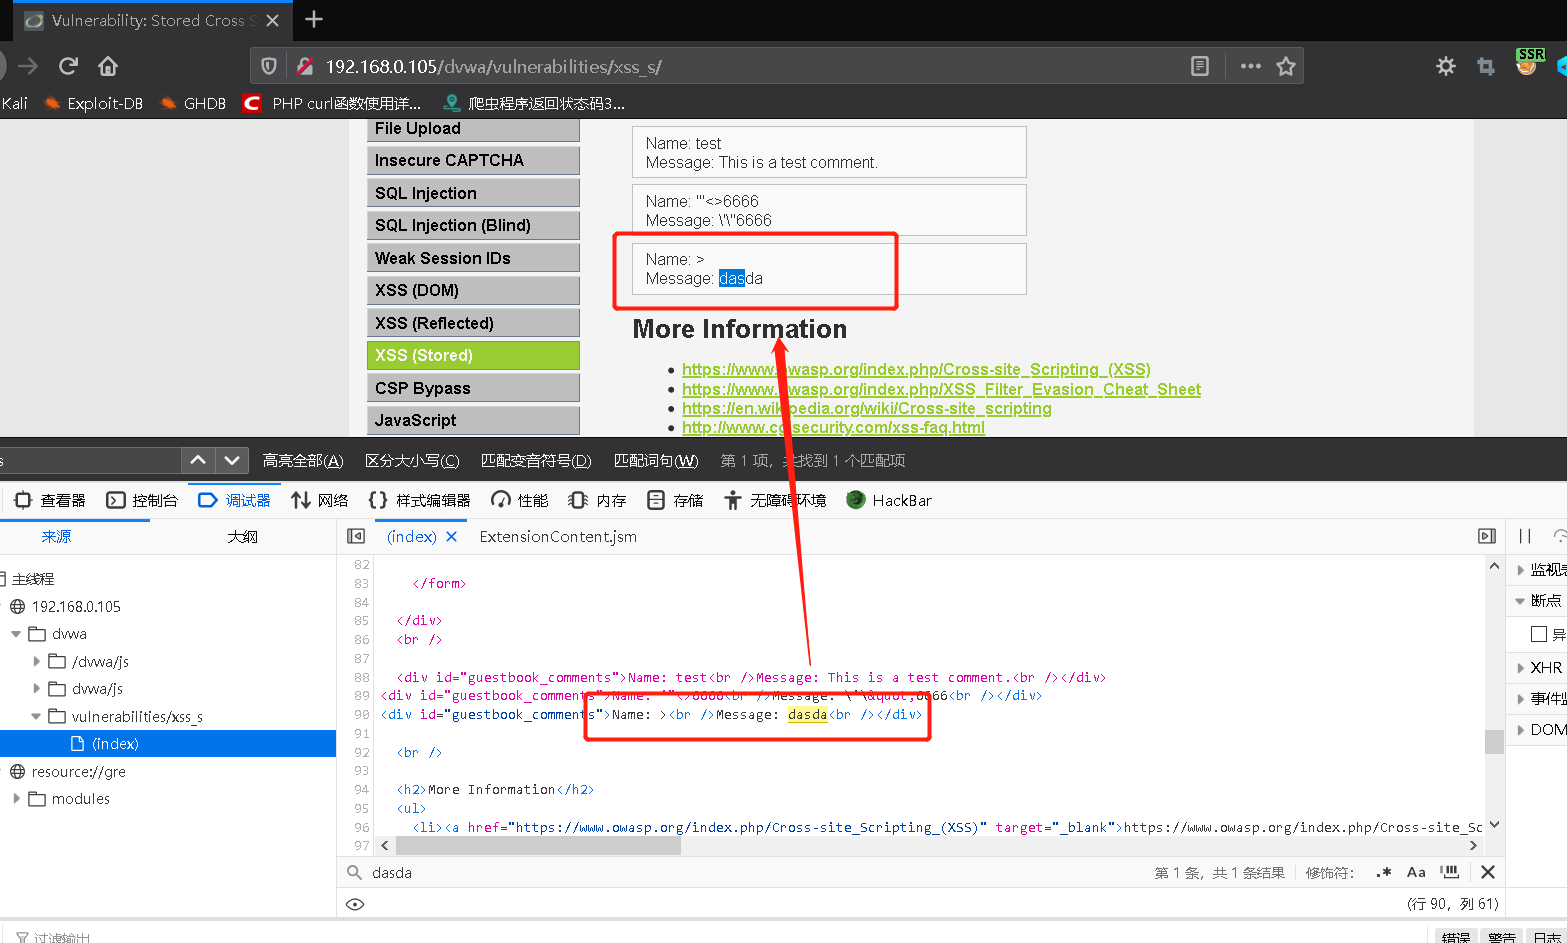 Vulnerability: Stored Cross S
192.168.0.105/dvwa/vulnerabilities/xss_s/
SSR
Kali
Exploit-DB
GHDB
PHP curl函数使用详...
爬虫程序返回状态码3...
File Upload
Insecure CAPTCHA
SQL Injection
SQL Injection (Blind)
Weak Session IDs
XSS (DOM)
XSS (Reflected)
XSS (Stored)
CSP Bypass
JavaScript
Name: test
Message: This is a test comment.
Name: '"<>6666
Message: \'\"6666
Name: >
Message: dasda
More Information
https://www.owasp.org/index.php/Cross-site_Scripting_(XSS)
https://www.owasp.org/index.php/XSS_Filter_Evasion_Cheat_Sheet
https://en.wikipedia.org/wiki/Cross-site_scripting
http://www.cgisecurity.com/xss-faq.html
s
高亮全部(A)
区分大小写(C)
匹配变音符号(D)
匹配词句(W)
第 1 项，共找到 1 个匹配项
查看器
控制台
调试器
网络
样式编辑器
性能
内存
存储
无障碍环境
HackBar
来源
大纲
(index)
ExtensionContent.jsm
主线程
192.168.0.105
dvwa
/dvwa/js
dvwa/js
vulnerabilities/xss_s
(index)
resource://gre
modules
82
83 </form>
84
85 </div>
86 <br />
87
88 <div id="guestbook_comments">Name: test<br />Message: This is a test comment.<br /></div>
89 <div id="guestbook_comments">Name: '"<>6666<br />Message: \'\&quot;6666<br /></div>
90 <div id="guestbook_comments">Name: ><br />Message: dasda<br /></div>
91
92 <br />
93
94 <h2>More Information</h2>
95 <ul>
96 <li><a href="https://www.owasp.org/index.php/Cross-site_Scripting_(XSS)" target="_blank">https://www.owasp.org/index.php/Cross-site_Sc
97
监视表
断点
异
XHR
事件监
DOM
dasda
第 1 条，共 1 条结果
修饰符：
.*
Aa
(行 90，列 61)
过滤输出
错误
警告
日志